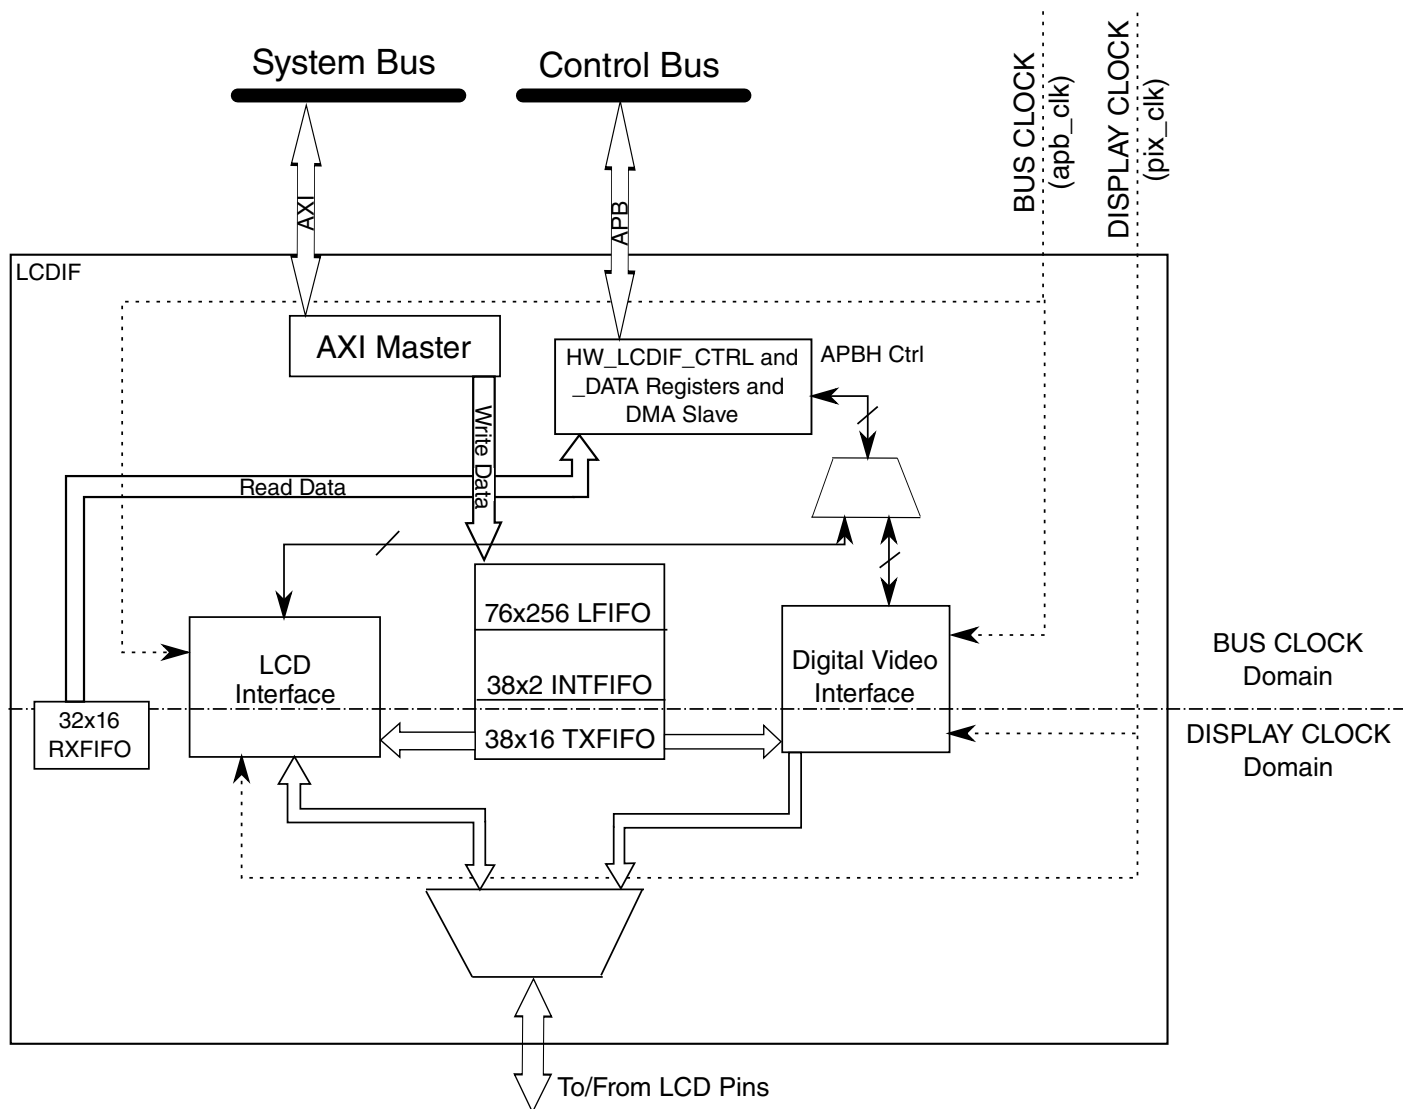 System Bus
Control Bus
BUS CLOCK
(apb_clk)
DISPLAY CLOCK
(pix_clk)
AXI
APB
LCDIF
AXI Master
HW_LCDIF_CTRL and
_DATA Registers and
DMA Slave
APBH Ctrl
Write Data
Read Data
76x256 LFIFO
38x2 INTFIFO
38x16 TXFIFO
LCD
Interface
Digital Video
Interface
32x16
RXFIFO
BUS CLOCK
Domain
DISPLAY CLOCK
Domain
To/From LCD Pins